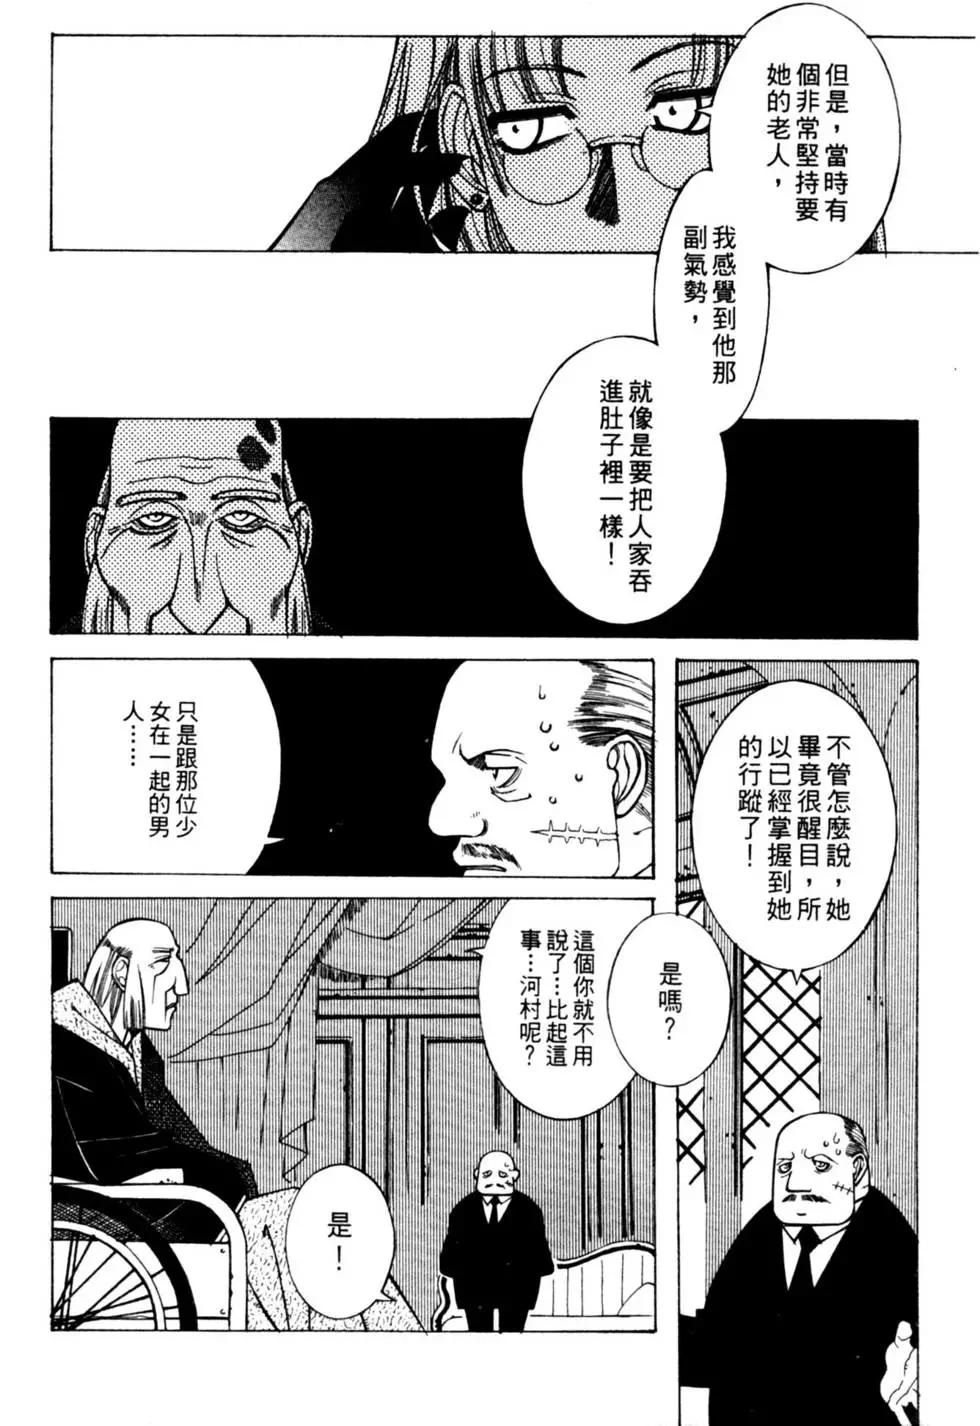 但是，當時有
個非常堅持要
她的老人，
我感覺到他那
副氣勢，
就像是要把人家吞
進肚子裡一樣！
不管怎麼說，她
畢竟很醒目，所
以已經掌握到她
的行蹤了！
是嗎？
只是跟那位少
女在一起的男
人……
這個你就不用
說了…比起這
事…河村呢？
是！